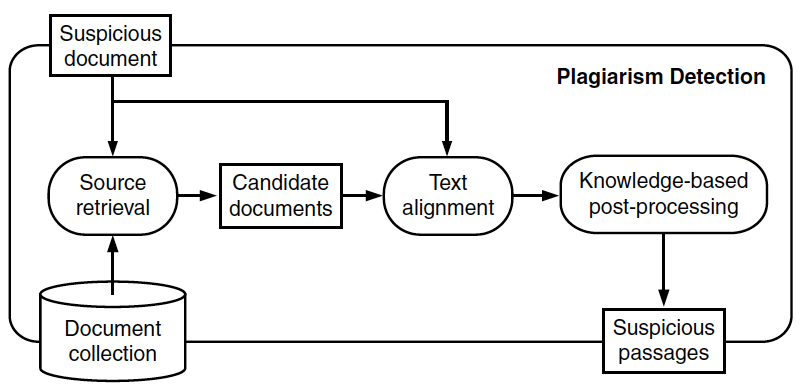 Suspicious
document
Plagiarism Detection
Source
retrieval
Candidate
documents
Text
alignment
Knowledge-based
post-processing
Document
collection
Suspicious
passages